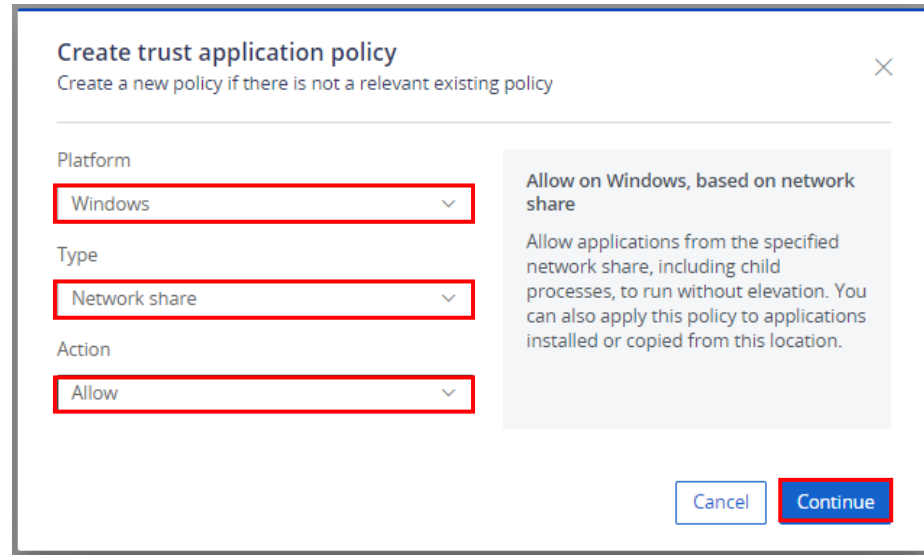 Create trust application policy
Create a new policy if there is not a relevant existing policy
Platform
Windows
Type
Network share
Action
Allow
Allow on Windows, based on network
share
Allow applications from the specified
network share, including child
processes, to run without elevation. You
can also apply this policy to applications
installed or copied from this location.
Cancel
Continue